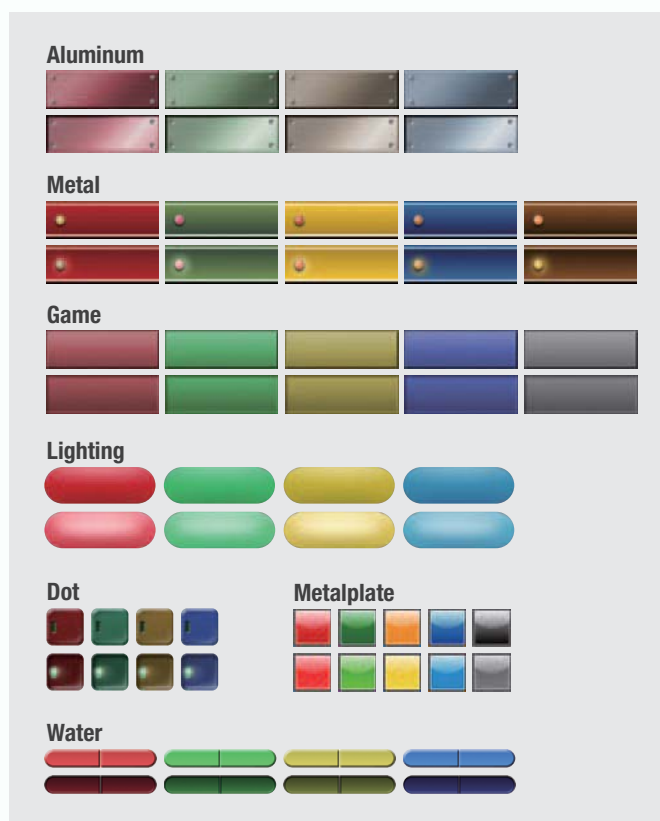 Aluminum
Metal
Game
Lighting
Dot
Metalplate
Water